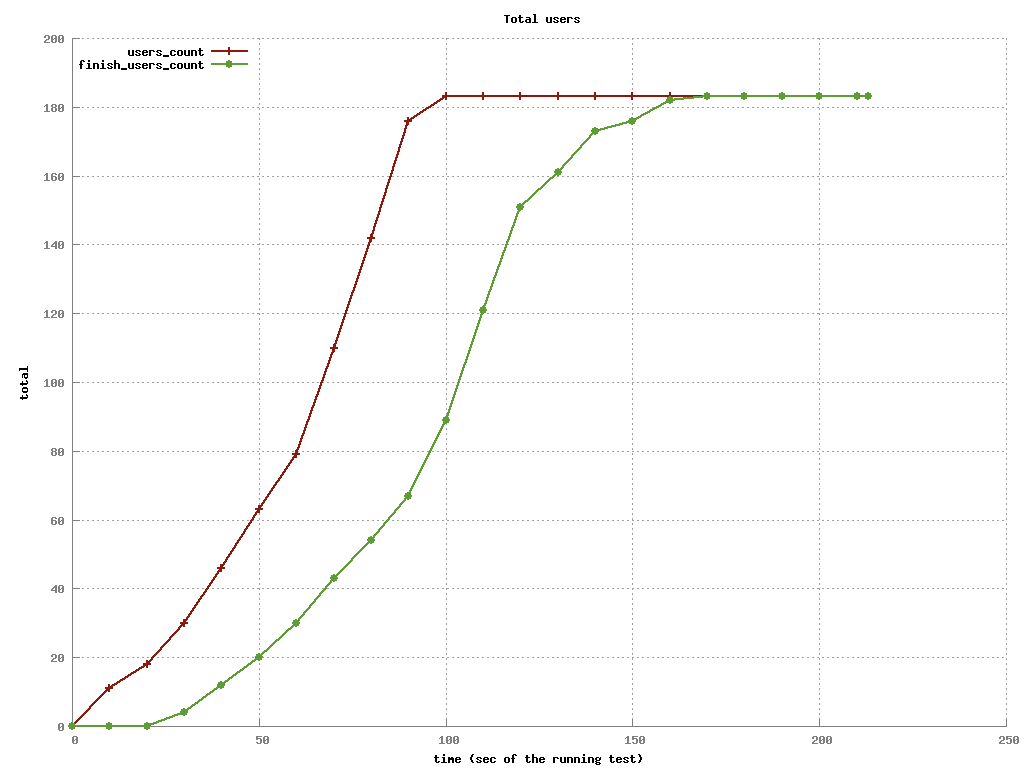 Total users
200
users_count
finish_users_count
180
160
140
120
100
total
80
60
40
20
0
0 50 100 150 200 250
time (sec of the running test)